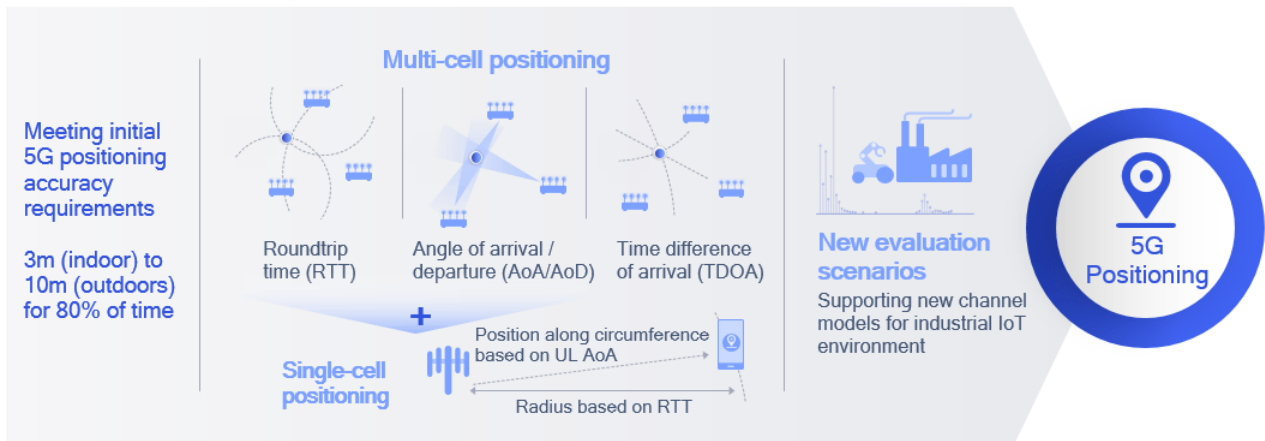 Meeting initial
5G positioning
accuracy
requirements
3m (indoor) to
10m (outdoors)
for 80% of time
Multi-cell positioning
Roundtrip
time (RTT)
Angle of arrival /
departure (AoA/AoD)
Time difference
of arrival (TDOA)
+
Single-cell
positioning
Position along circumference
based on UL AoA
Radius based on RTT
New evaluation
scenarios
Supporting new channel
models for industrial IoT
environment
5G
Positioning